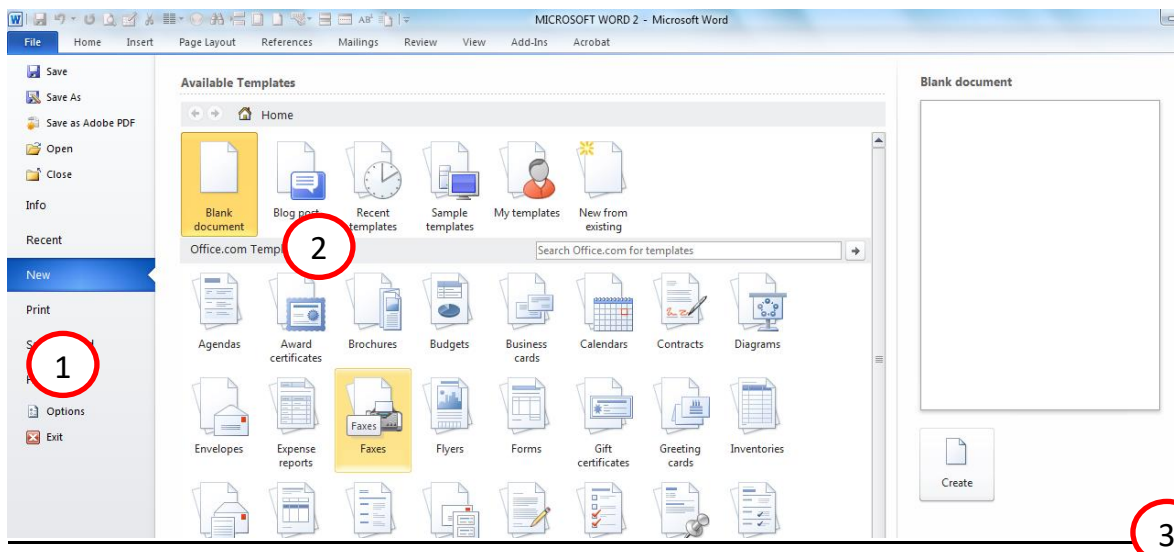 W
MICROSOFT WORD 2 - Microsoft Word
File Home Insert Page Layout References Mailings Review View Add-Ins Acrobat
Save
Save As
Save as Adobe PDF
Open
Close
Info
Recent
New
Print
1
Options
Exit
Available Templates
Home
Blank document
Blog post
Recent templates
Sample templates
My templates
New from existing
Office.com
2
Search Office.com for templates
Agendas
Award certificates
Brochures
Budgets
Business cards
Calendars
Contracts
Diagrams
Envelopes
Expense reports
Faxes
Faxes
Flyers
Forms
Gift certificates
Greeting cards
Inventories
Blank document
Create
3